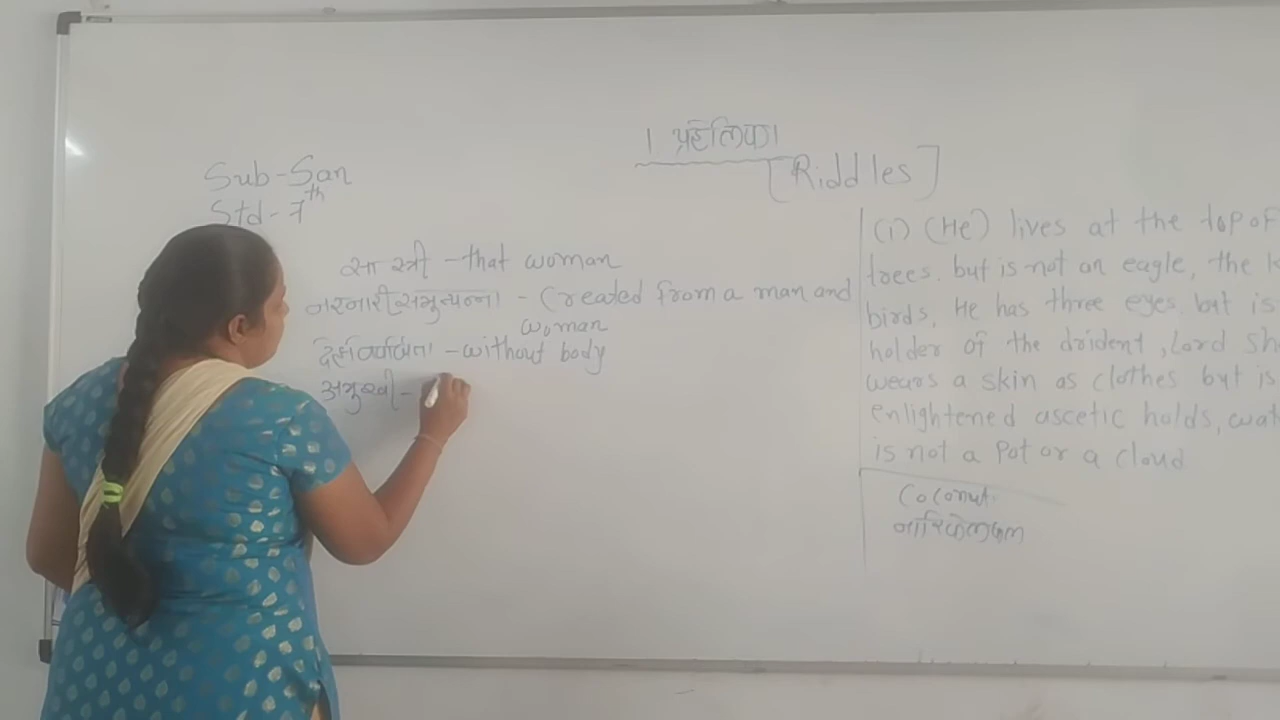 1. प्रहेलिका
[Riddles]
Sub-San
Std-7th
सा स्त्री - that woman
नरनारीसमुत्पन्ना - Created from a man and
woman
- without body
अमुखी -
(i) (He) lives at the top of
trees. but is not an eagle, the
birds. He has three eyes. but is
holder of the drident, Lord Sh
wears a skin as clothes but is
enlightened ascetic holds, wat
is not a Pot or a cloud
Coconut.
नारिकेलफल